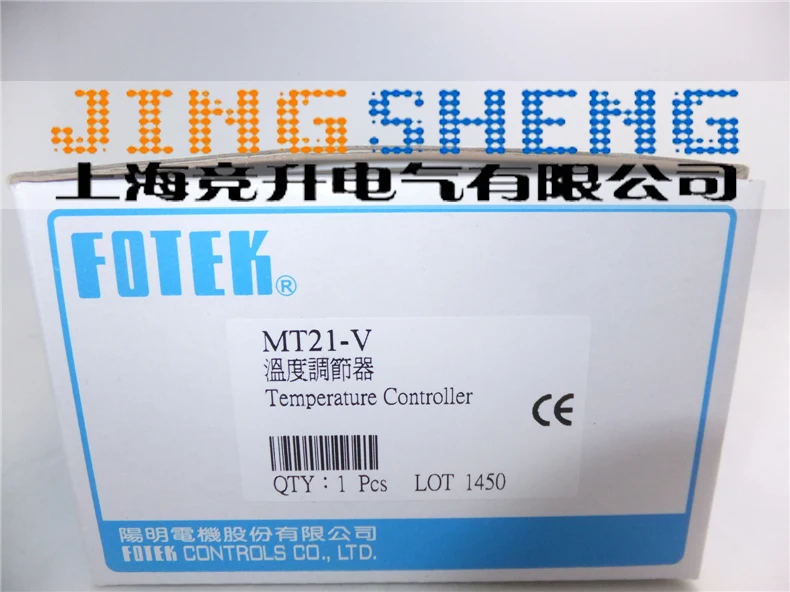 JINGSHENG
上海竞升电气有限公司
FOTEK®
MT21-V
溫度調節器
Temperature Controller
CE
QTY：1 Pcs LOT 1450
陽明電機股份有限公司
FOTEK CONTROLS CO., LTD.